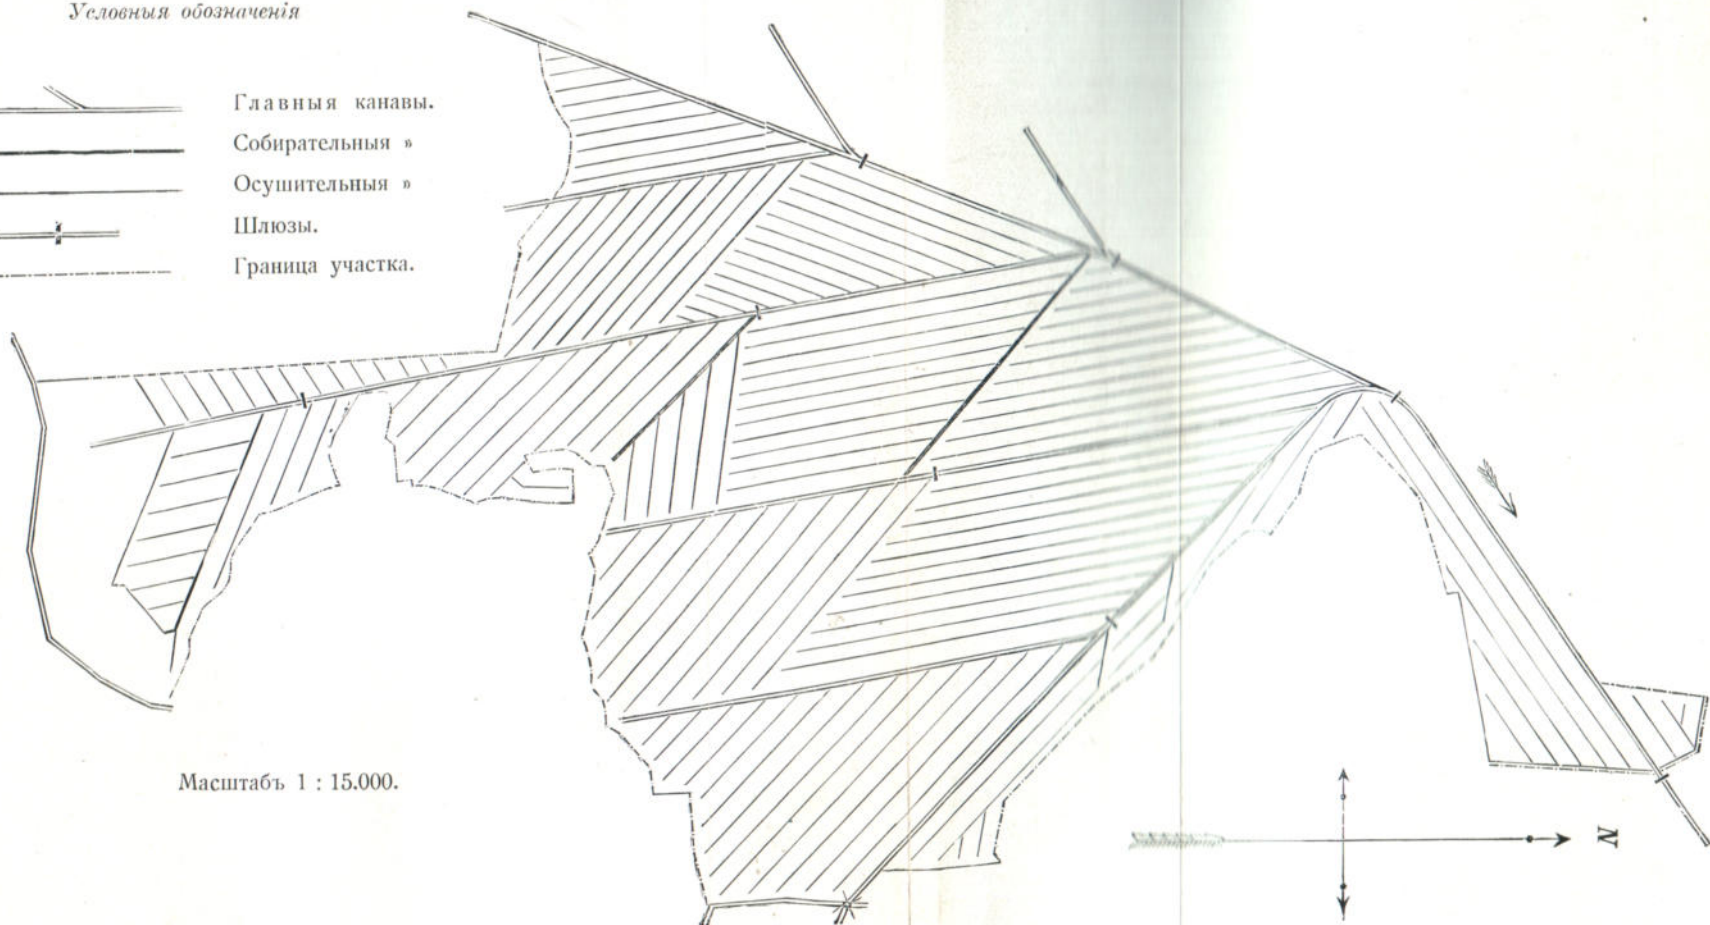 Условныя обозначенія
Главныя канавы.
Собирательныя »
Осушительныя »
Шлюзы.
Граница участка.
Масштабъ 1 : 15.000.
N